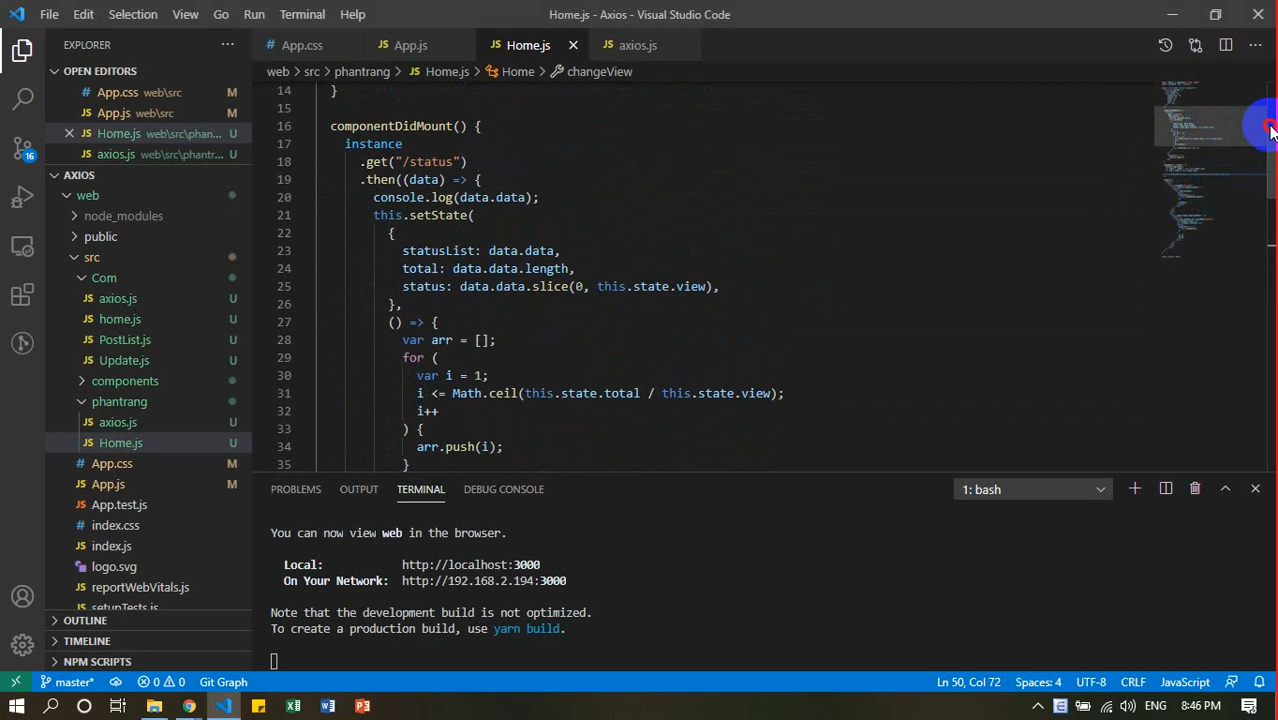 File Edit Selection View Go Run Terminal Help Home.js - Axios - Visual Studio Code
EXPLORER
OPEN EDITORS
App.css web\src M
App.js web\src M
Home.js web\src\phan... U
axios.js web\src\phantr... U
AXIOS
web
node_modules
public
src
Com
axios.js U
home.js U
PostList.js U
Update.js U
components
phantrang
axios.js U
Home.js U
App.css M
App.js M
App.test.js
index.css
index.js
logo.svg
reportWebVitals.js
setupTests.js
OUTLINE
TIMELINE
NPM SCRIPTS
16
App.css App.js Home.js axios.js
web > src > phantrang > Home.js > Home > changeView
14 }
15
16 componentDidMount() {
17 instance
18 .get("/status")
19 .then((data) => {
20 console.log(data.data);
21 this.setState(
22 {
23 statusList: data.data,
24 total: data.data.length,
25 status: data.data.slice(0, this.state.view),
26 },
27 () => {
28 var arr = [];
29 for (
30 var i = 1;
31 i <= Math.ceil(this.state.total / this.state.view);
32 i++
33 ) {
34 arr.push(i);
35 }
PROBLEMS OUTPUT TERMINAL DEBUG CONSOLE 1: bash
You can now view web in the browser.
Local: http://localhost:3000
On Your Network: http://192.168.2.194:3000
Note that the development build is not optimized.
To create a production build, use yarn build.
master* 0 0 Git Graph Ln 50, Col 72 Spaces: 4 UTF-8 CRLF JavaScript
ENG 8:46 PM